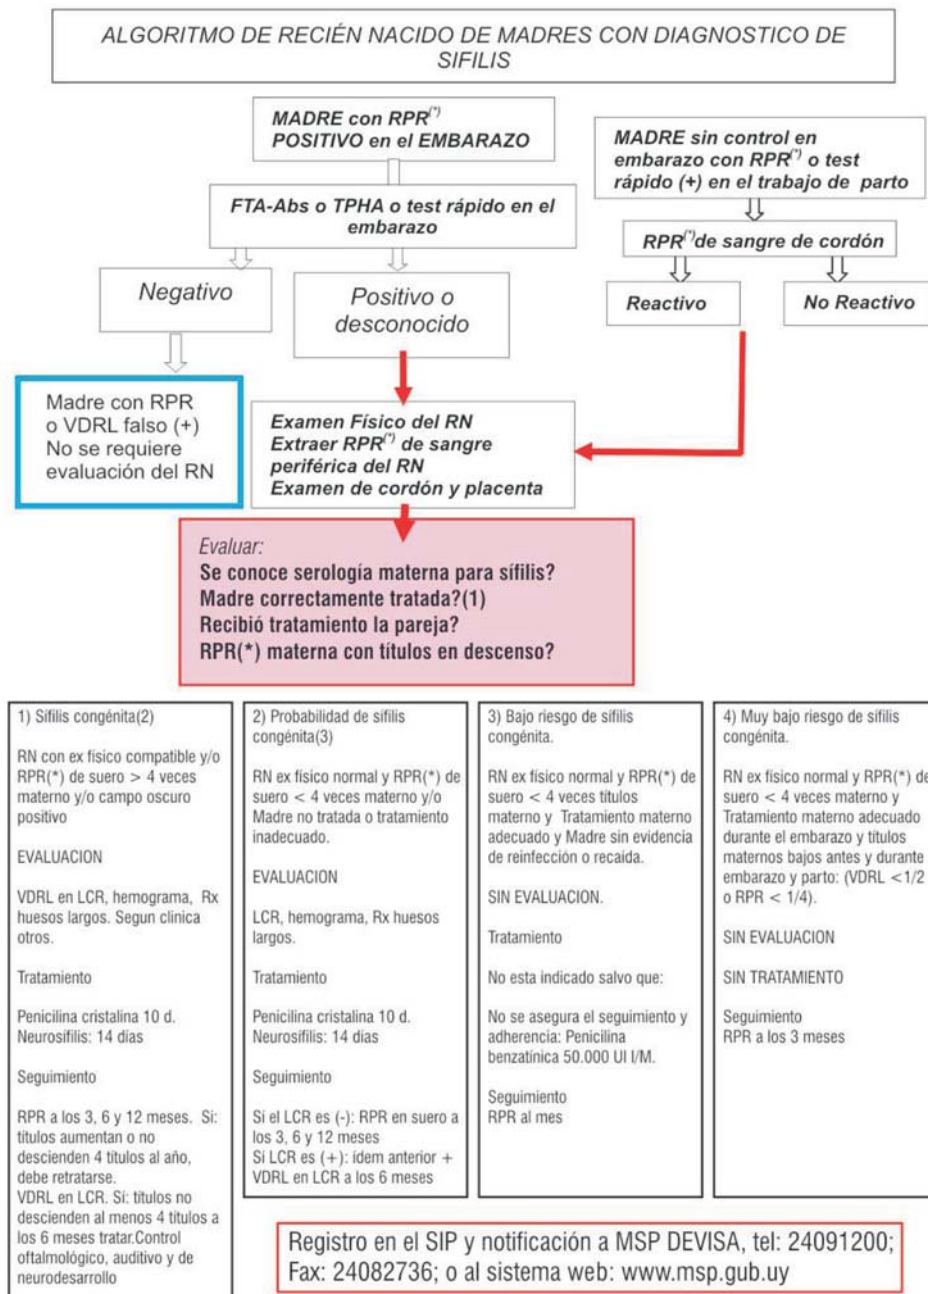 ALGORITMO DE RECIÉN NACIDO DE MADRES CON DIAGNOSTICO DE
SIFILIS
MADRE con RPR(*)
POSITIVO en el EMBARAZO
MADRE sin control en
embarazo con RPR(*) o test
rápido (+) en el trabajo de parto
FTA-Abs o TPHA o test rápido en el
embarazo
RPR(*) de sangre de cordón
Negativo
Positivo o
desconocido
Reactivo
No Reactivo
Madre con RPR
o VDRL falso (+)
No se requiere
evaluación del RN
Examen Físico del RN
Extraer RPR(*) de sangre
periférica del RN
Examen de cordón y placenta
Evaluar:
Se conoce serología materna para sífilis?
Madre correctamente tratada?(1)
Recibió tratamiento la pareja?
RPR(*) materna con títulos en descenso?
1) Sífilis congénita(2)
RN con ex físico compatible y/o
RPR(*) de suero > 4 veces
materno y/o campo oscuro
positivo
EVALUACION
VDRL en LCR, hemograma, Rx
huesos largos. Segun clinica
otros.
Tratamiento
Penicilina cristalina 10 d.
Neurosífilis: 14 días
Seguimiento
RPR a los 3, 6 y 12 meses. Si:
títulos aumentan o no
descienden 4 títulos al año,
debe retratarse.
VDRL en LCR. Si: títulos no
descienden al menos 4 títulos a
los 6 meses tratar.Control
oftalmológico, auditivo y de
neurodesarrollo
2) Probabilidad de sífilis
congénita(3)
RN ex físico normal y RPR(*) de
suero < 4 veces materno y/o
Madre no tratada o tratamiento
inadecuado.
EVALUACION
LCR, hemograma, Rx huesos
largos.
Tratamiento
Penicilina cristalina 10 d.
Neurosífilis: 14 días
Seguimiento
Si el LCR es (-): RPR en suero a
los 3, 6 y 12 meses
Si LCR es (+): ídem anterior +
VDRL en LCR a los 6 meses
3) Bajo riesgo de sífilis
congénita.
RN ex físico normal y RPR(*) de
suero < 4 veces títulos
materno y Tratamiento materno
adecuado y Madre sin evidencia
de reinfección o recaída.
SIN EVALUACION.
Tratamiento
No esta indicado salvo que:
No se asegura el seguimiento y
adherencia: Penicilina
benzatínica 50.000 UI I/M.
Seguimiento
RPR al mes
4) Muy bajo riesgo de sífilis
congénita.
RN ex físico normal y RPR(*) de
suero < 4 veces materno y
Tratamiento materno adecuado
durante el embarazo y títulos
maternos bajos antes y durante
embarazo y parto: (VDRL <1/2
o RPR < 1/4).
SIN EVALUACION
SIN TRATAMIENTO
Seguimiento
RPR a los 3 meses
Registro en el SIP y notificación a MSP DEVISA, tel: 24091200;
Fax: 24082736; o al sistema web: www.msp.gub.uy